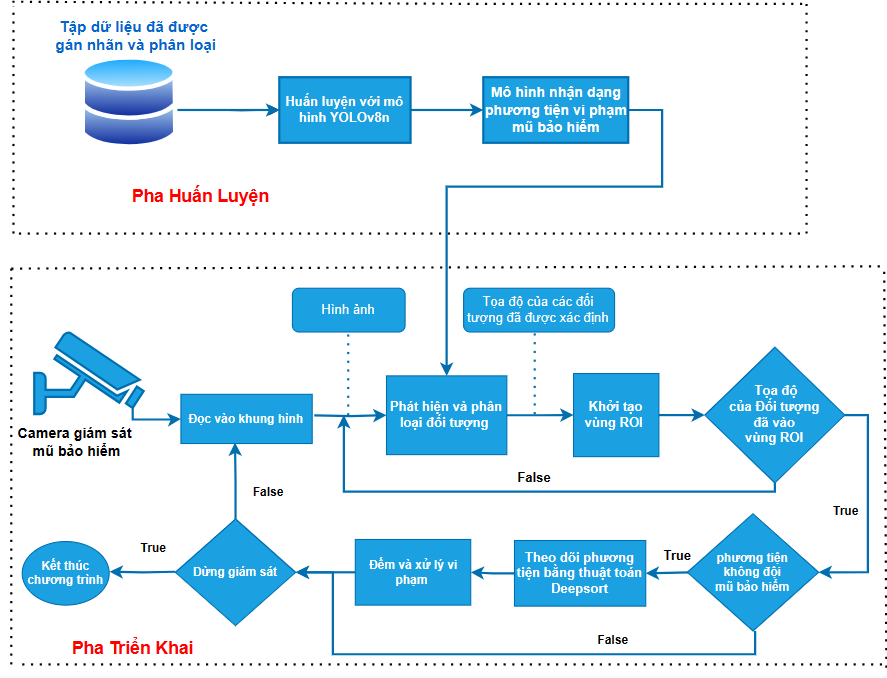 Tập dữ liệu đã được
gán nhãn và phân loại
Huấn luyện với mô
hình YOLOv8n
Mô hình nhận dạng
phương tiện vi phạm
mũ bảo hiểm
Pha Huấn Luyện
Hình ảnh
Tọa độ của các đối
tượng đã được xác định
Camera giám sát
mũ bảo hiểm
Đọc vào khung hình
Phát hiện và phân
loại đối tượng
Khởi tạo
vùng ROI
Tọa độ
của Đối tượng
đã vào
vùng ROI
False
True
False
True
Kết thúc
chương trình
Dừng giám sát
Đếm và xử lý vi
phạm
Theo dõi phương
tiện bằng thuật toán
Deepsort
True
phương tiện
không đội
mũ bảo hiểm
False
Pha Triển Khai